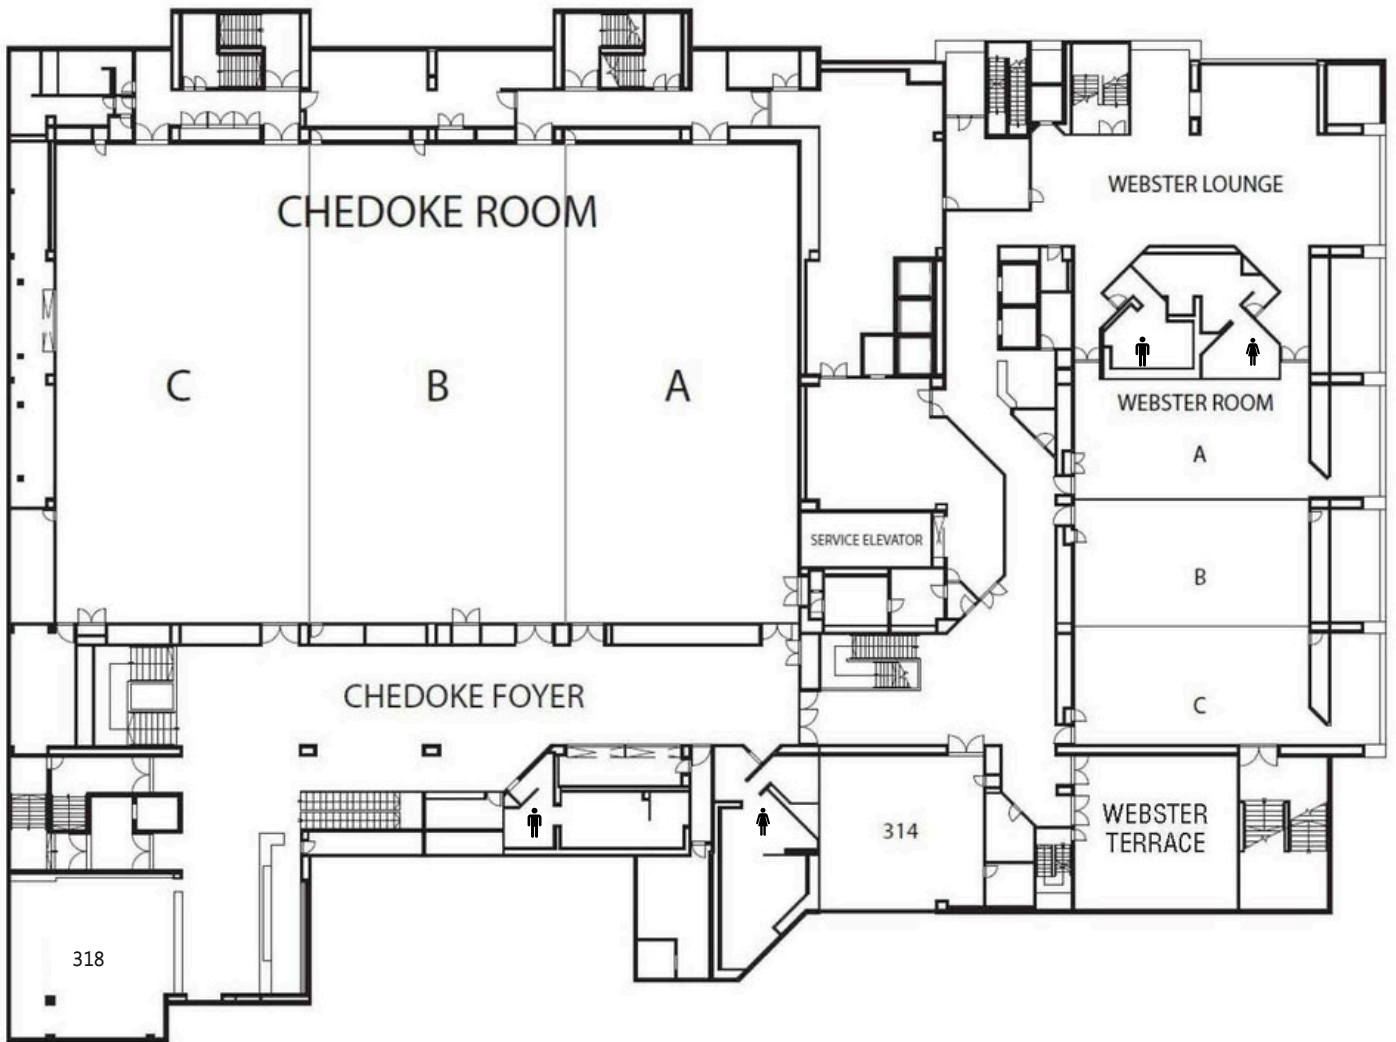 WEBSTER LOUNGE
CHEDOKE ROOM
C
B
A
WEBSTER ROOM
A
SERVICE ELEVATOR
B
CHEDOKE FOYER
C
WEBSTER
TERRACE
314
318